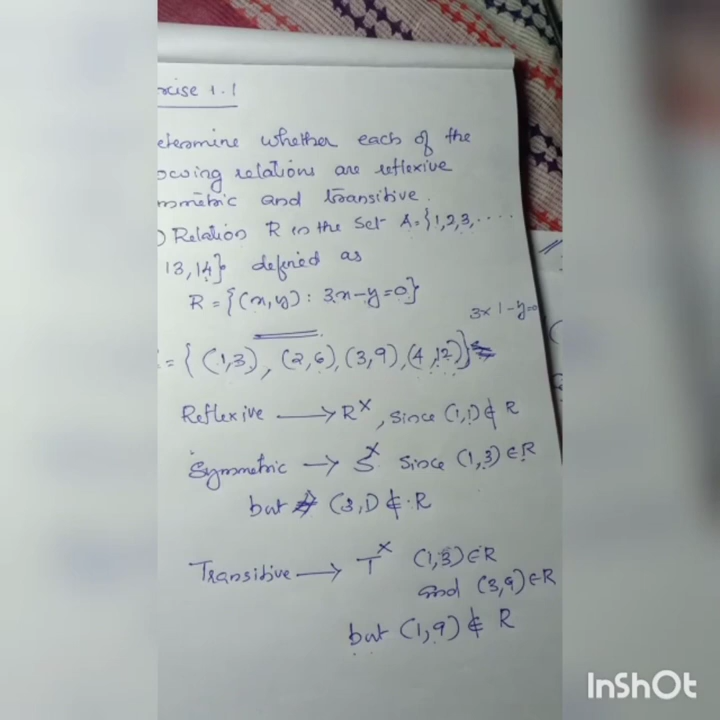 rcise 1.1
etermine whether each of the
owing relations are reflexive
mmetric and transitive.
) Relation R in the Set A = {1,2,3,.....
13,14} defined as
R = {(x,y) : 3x-y=0}
3x1-y=0
= { (1,3), (2,6), (3,9), (4,12)}
Reflexive → R^x, since (1,1) ∉ R
Symmetric → S^x since (1,3) ∈ R
but (3,1) ∉ R
Transitive → T^x (1,3) ∈ R
and (3,9) ∈ R
but (1,9) ∉ R
InShOt